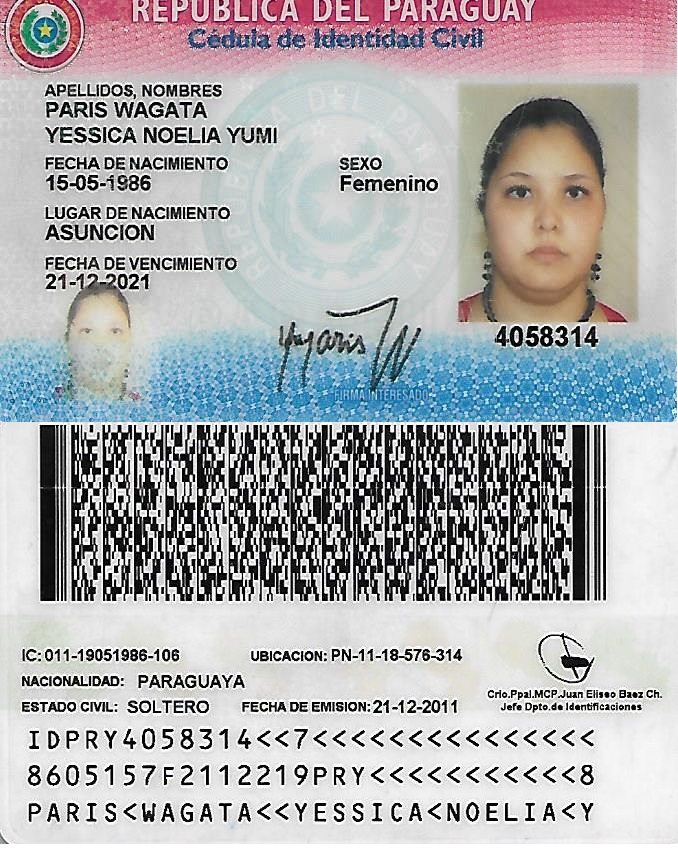 REPUBLICA DEL PARAGUAY
Cédula de Identidad Civil
APELLIDOS, NOMBRES
PARIS WAGATA
YESSICA NOELIA YUMI
FECHA DE NACIMIENTO
15-05-1986
SEXO
Femenino
LUGAR DE NACIMIENTO
ASUNCION
FECHA DE VENCIMIENTO
21-12-2021
4058314
FIRMA INTERESADO
IC: 011-19051986-106 UBICACION: PN-11-18-576-314
NACIONALIDAD: PARAGUAYA
ESTADO CIVIL: SOLTERO FECHA DE EMISION: 21-12-2011
Crio.Ppal.MCP.Juan Eliseo Baez Ch.
Jefe Dpto.de Identificaciones
IDPRY4058314<<7<<<<<<<<<<<<<<<
8605157F2112219PRY<<<<<<<<<<<8
PARIS<WAGATA<<YESSICA<NOELIA<Y